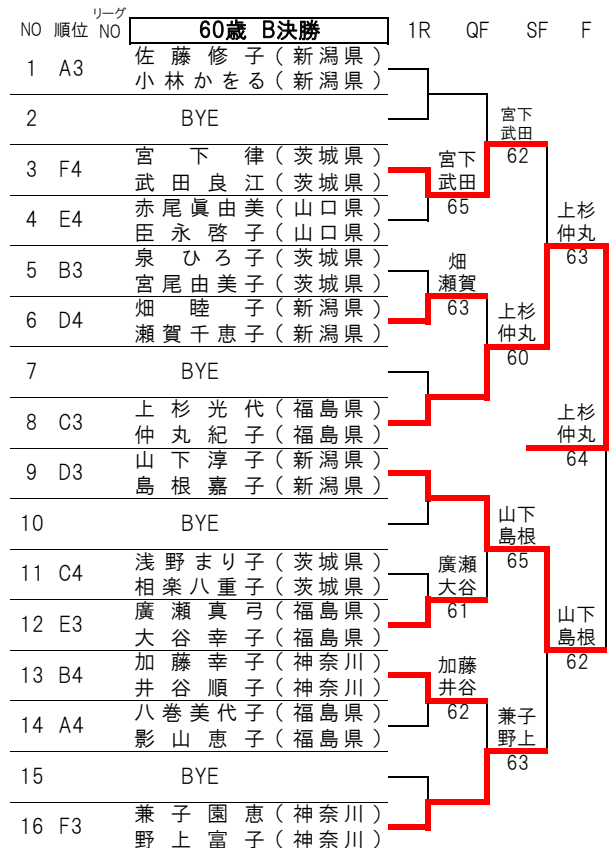 NO 順位 リーグNO 60歳 B決勝 1R QF SF F
1 A3 佐藤修子(新潟県)
小林かをる(新潟県)
2 BYE
宮下
武田
62
3 F4 宮下律(茨城県)
武田良江(茨城県)
宮下
武田
65
4 E4 赤尾眞由美(山口県)
臣永啓子(山口県)
上杉
仲丸
63
5 B3 泉ひろ子(茨城県)
宮尾由美子(茨城県)
畑
瀬賀
63
6 D4 畑睦子(新潟県)
瀬賀千恵子(新潟県)
上杉
仲丸
60
7 BYE
8 C3 上杉光代(福島県)
仲丸紀子(福島県)
上杉
仲丸
64
9 D3 山下淳子(新潟県)
島根嘉子(新潟県)
10 BYE
山下
島根
65
11 C4 浅野まり子(茨城県)
相楽八重子(茨城県)
廣瀬
大谷
61
12 E3 廣瀬真弓(福島県)
大谷幸子(福島県)
山下
島根
62
13 B4 加藤幸子(神奈川)
井谷順子(神奈川)
加藤
井谷
62
14 A4 八巻美代子(福島県)
影山恵子(福島県)
兼子
野上
63
15 BYE
16 F3 兼子園恵(神奈川)
野上富子(神奈川)